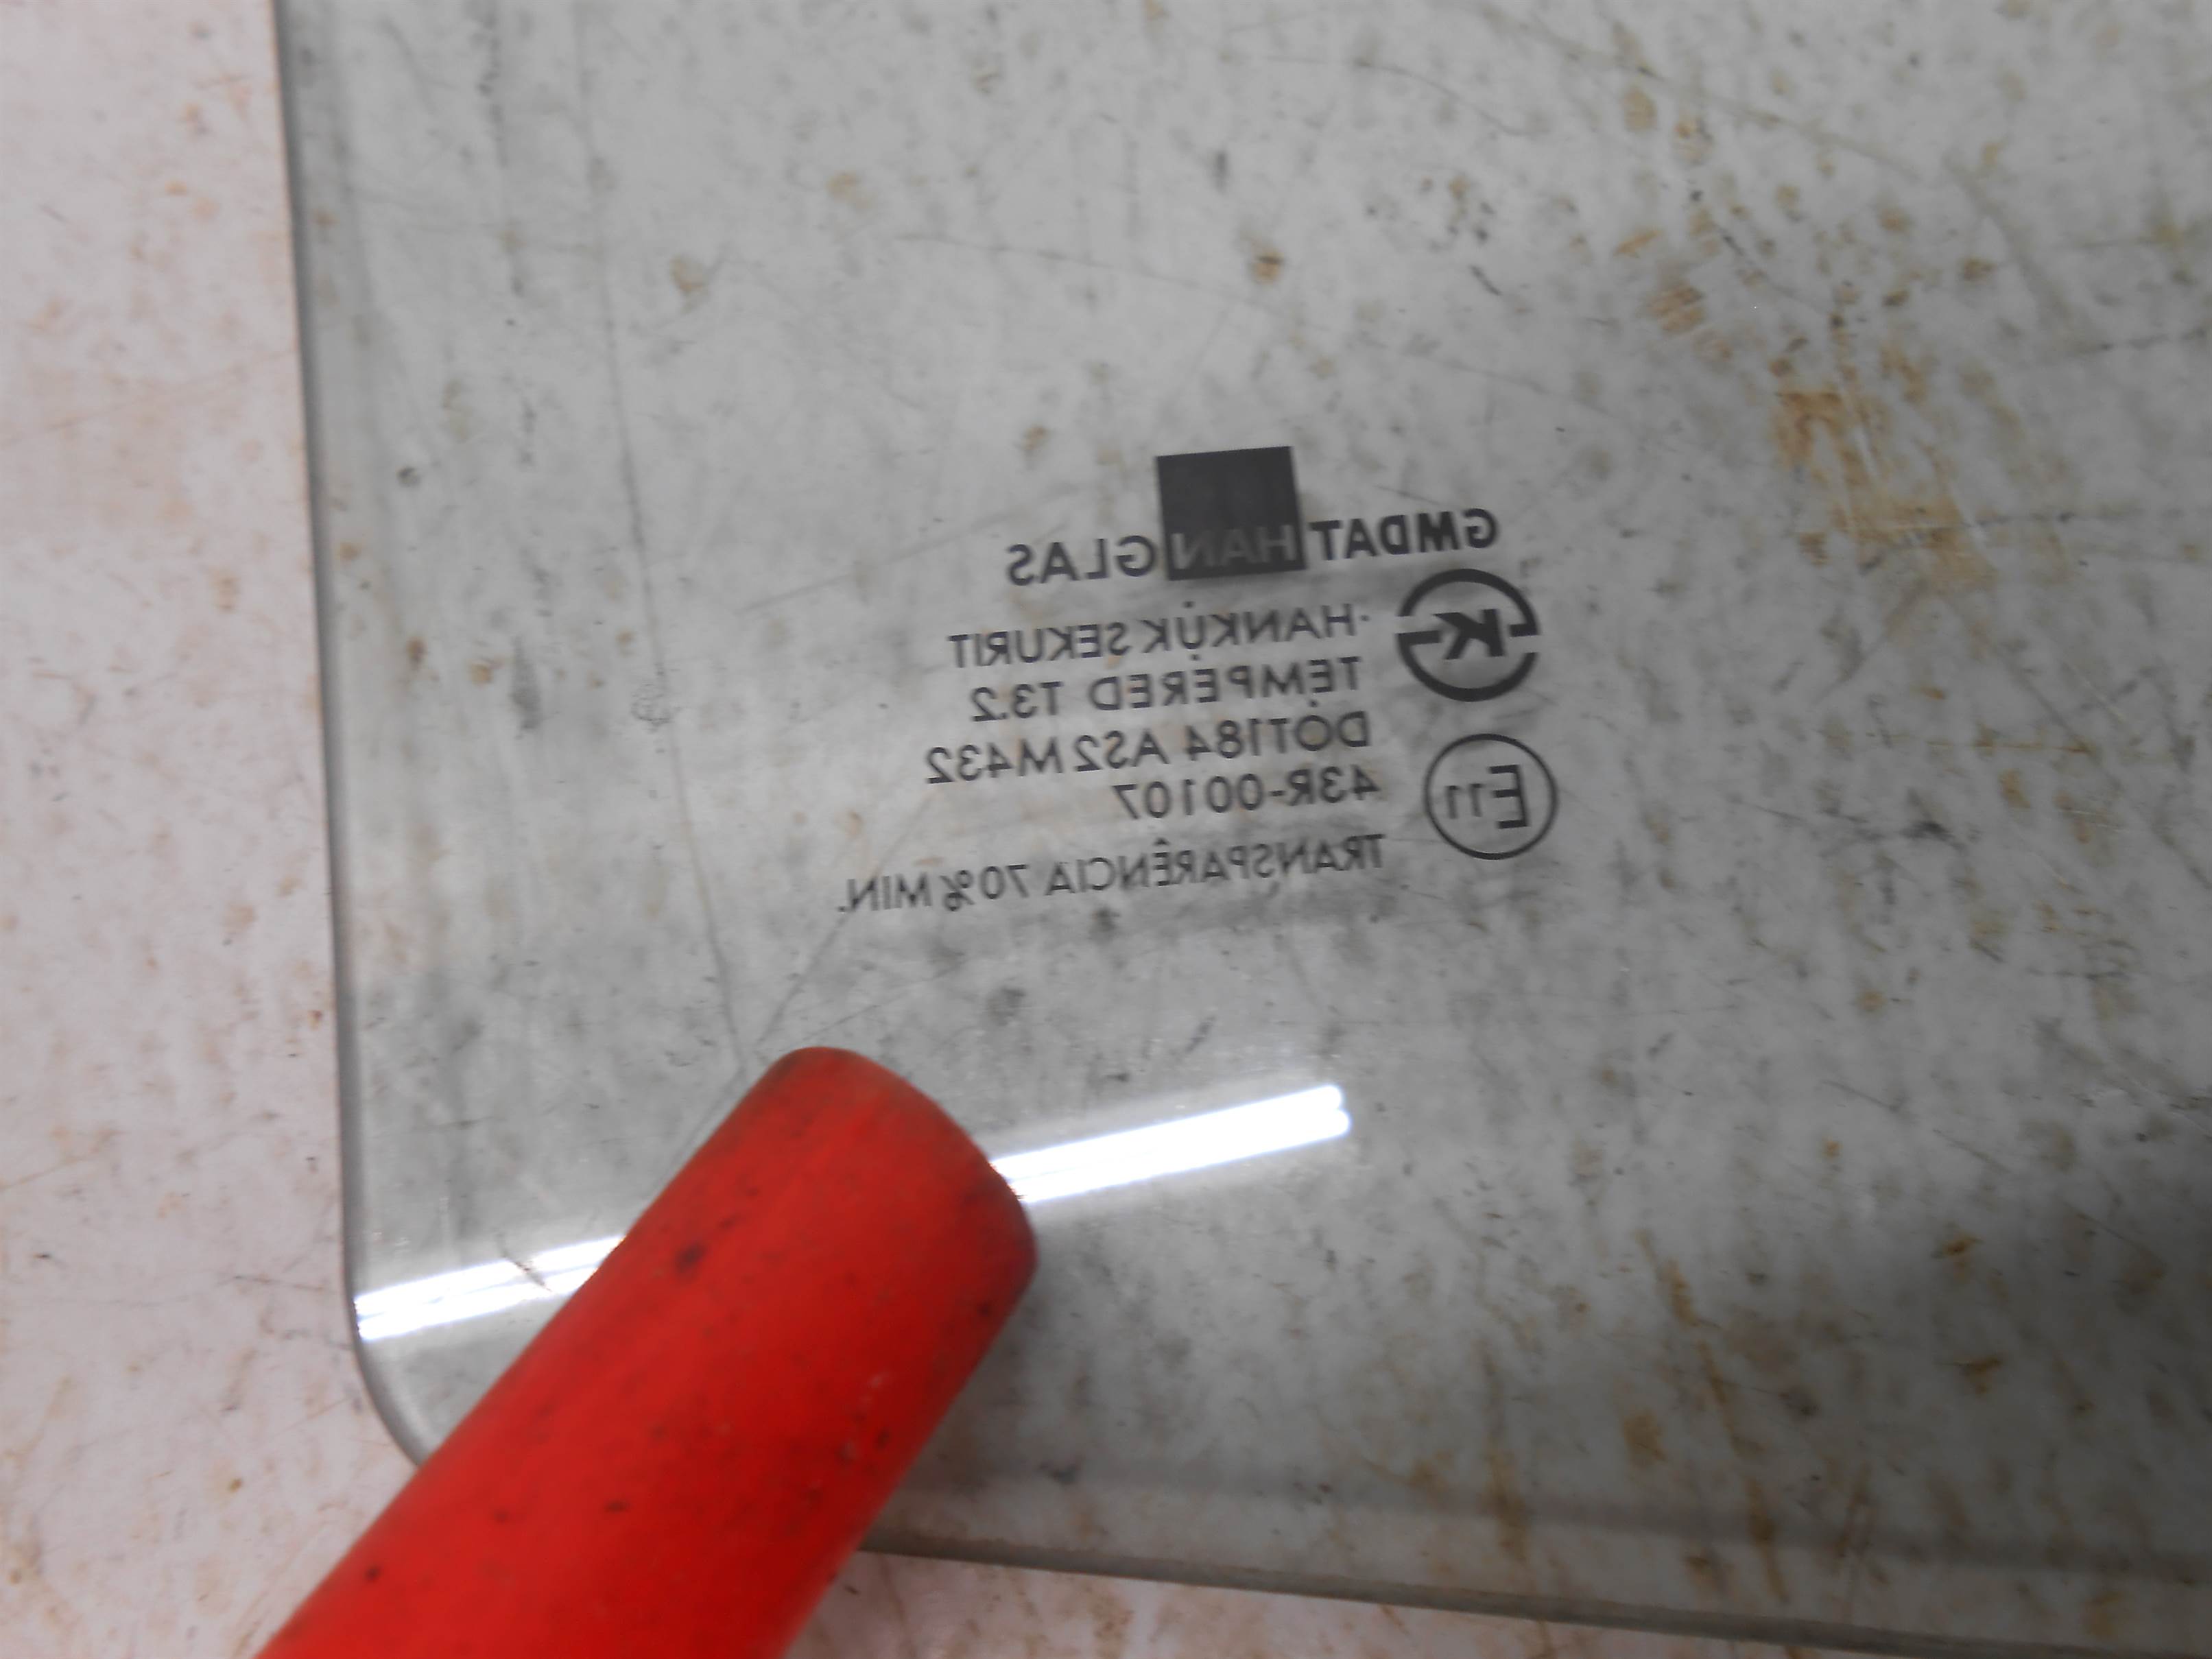 GMDAT HAN GLAS
K
·HANKUK SEKURIT
TEMPERED T3.2
DOT184 AS2 M432
E11 43R-00107
TRANSPARÊNCIA 70% MIN.